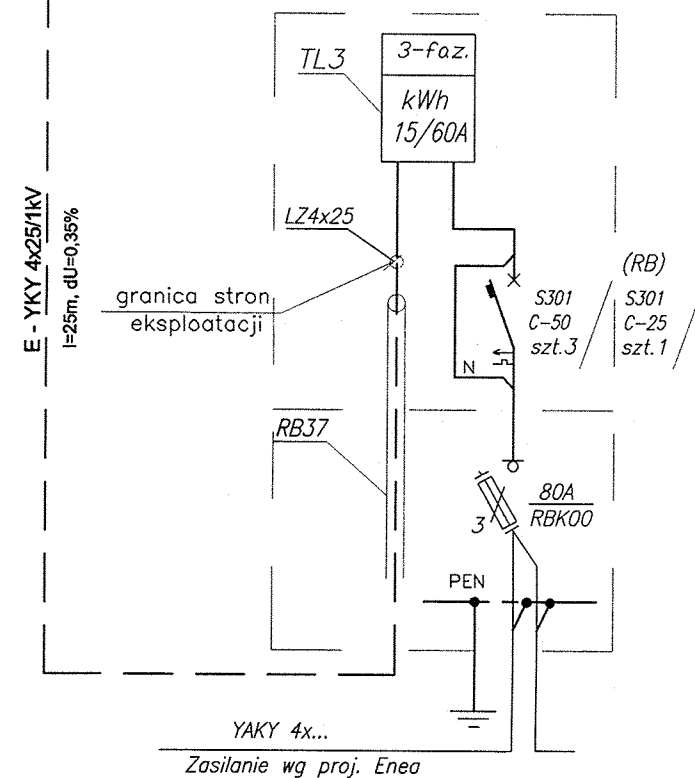 3-faz.
TL3
kWh
15/60A
LZ4x25
E - YKY 4x25/1kV
l=25m, dU=0,35%
granica stron
eksploatacji
(RB)
S301
C-50
szt.3
S301
C-25
szt.1
N
RB37
80A
RBK00
3
PEN
YAKY 4x...
Zasilanie wg proj. Enea